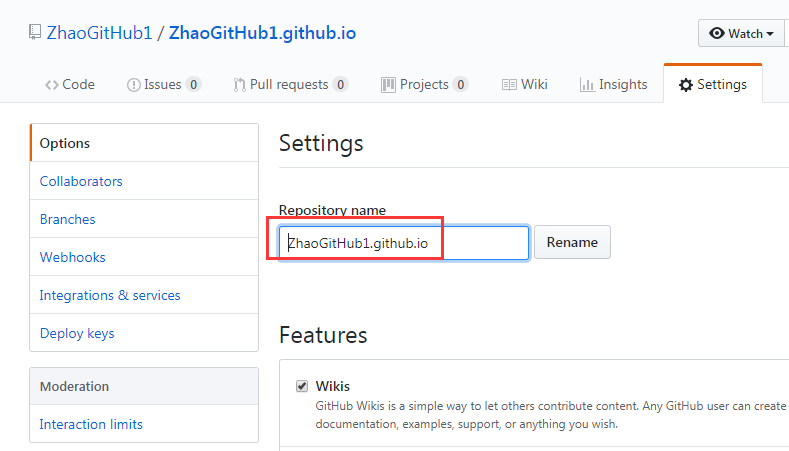 ZhaoGitHub1 / ZhaoGitHub1.github.io
Watch
Code Issues 0 Pull requests 0 Projects 0 Wiki Insights Settings
Options
Collaborators
Branches
Webhooks
Integrations & services
Deploy keys
Moderation
Interaction limits
Settings
Repository name
ZhaoGitHub1.github.io Rename
Features
Wikis
GitHub Wikis is a simple way to let others contribute content. Any GitHub user can create
documentation, examples, support, or anything you wish.